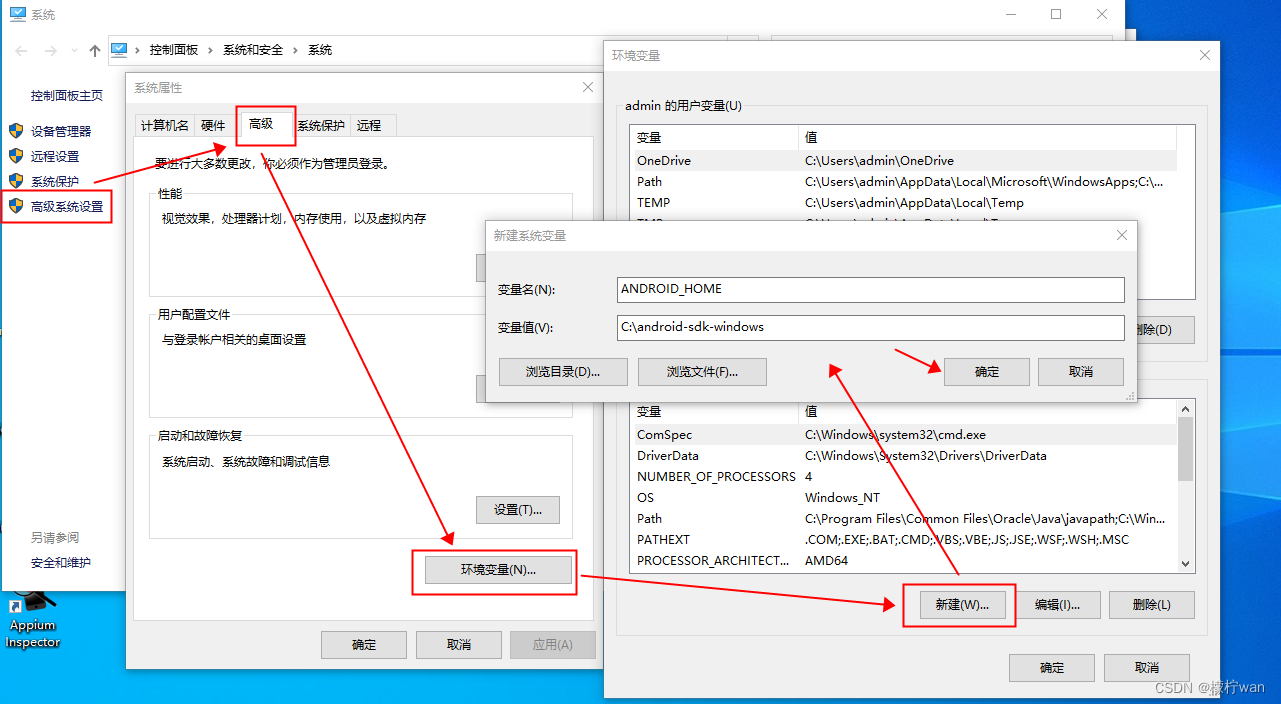 系统
控制面板 › 系统和安全 › 系统
控制面板主页
设备管理器
远程设置
系统保护
高级系统设置
另请参阅
安全和维护
Appium
Inspector
系统属性
计算机名 硬件 高级 系统保护 远程
要进行大多数更改，你必须作为管理员登录。
性能
视觉效果，处理器计划，内存使用，以及虚拟内存
用户配置文件
与登录帐户相关的桌面设置
启动和故障恢复
系统启动、系统故障和调试信息
设置(T)...
环境变量(N)...
确定 取消 应用(A)
环境变量
admin 的用户变量(U)
变量 值
OneDrive C:\Users\admin\OneDrive
Path C:\Users\admin\AppData\Local\Microsoft\WindowsApps;C:\...
TEMP C:\Users\admin\AppData\Local\Temp
删除(D)
新建系统变量
变量名(N): ANDROID_HOME
变量值(V): C:\android-sdk-windows
浏览目录(D)... 浏览文件(F)... 确定 取消
变量 值
ComSpec C:\Windows\system32\cmd.exe
DriverData C:\Windows\System32\Drivers\DriverData
NUMBER_OF_PROCESSORS 4
OS Windows_NT
Path C:\Program Files\Common Files\Oracle\Java\javapath;C:\Win...
PATHEXT .COM;.EXE;.BAT;.CMD;.VBS;.VBE;.JS;.JSE;.WSF;.WSH;.MSC
PROCESSOR_ARCHITECT... AMD64
新建(W)... 编辑(I)... 删除(L)
确定 取消
CSDN @檬柠wan